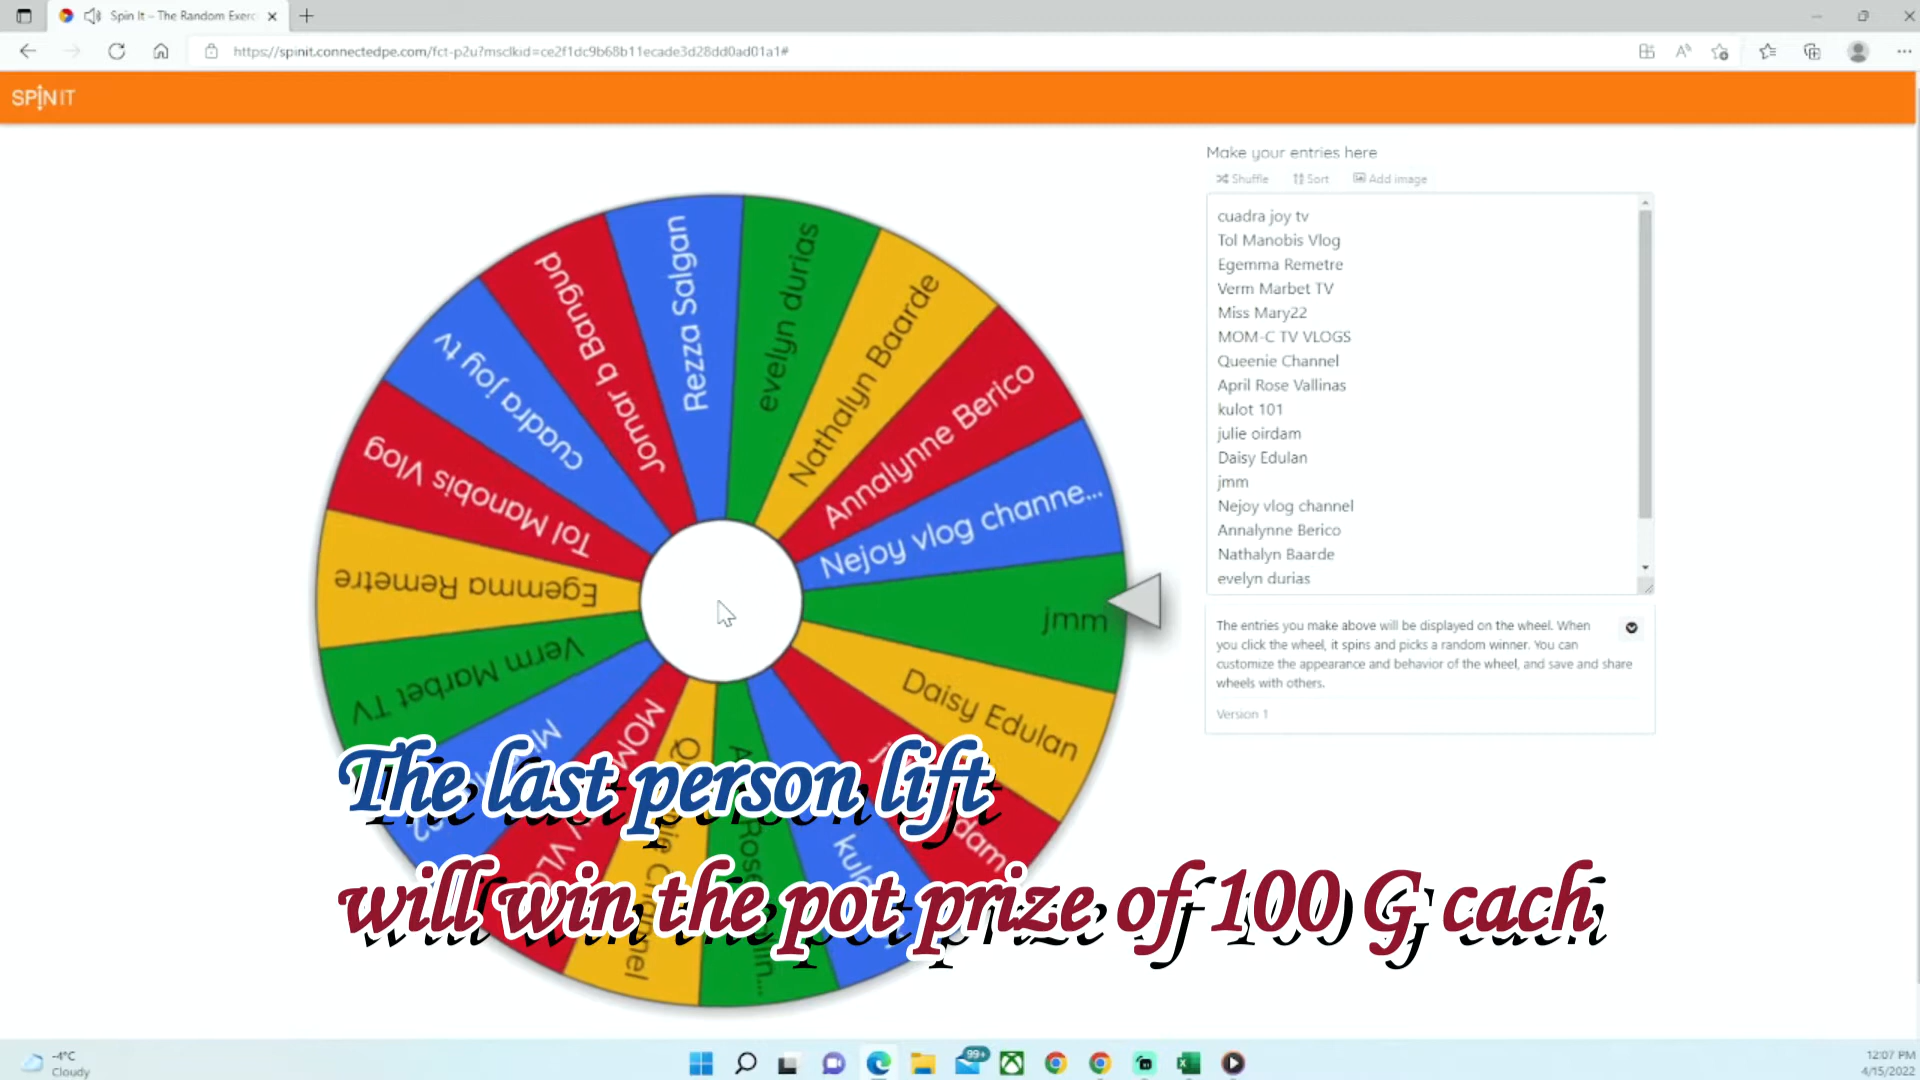 Spin It – The Random Exerc
https://spinit.connectedpe.com/fct-p2u?msclkid=ce2f1dc9b68b11ecade3d28dd0ad01a1#
SPIN IT
Make your entries here
Shuffle Sort Add image
cuadra joy tv
Tol Manobis Vlog
Egemma Remetre
Verm Marbet TV
Miss Mary22
MOM-C TV VLOGS
Queenie Channel
April Rose Vallinas
kulot 101
julie oirdam
Daisy Edulan
jmm
Nejoy vlog channel
Annalynne Berico
Nathalyn Baarde
evelyn durias
The entries you make above will be displayed on the wheel. When
you click the wheel, it spins and picks a random winner. You can
customize the appearance and behavior of the wheel, and save and share
wheels with others.
Version 1
Rezza Salgan
evelyn durias
Nathalyn Baarde
Annalynne Berico
Nejoy vlog channe...
jmm
Daisy Edulan
Verm Marbet TV
Egemma Remetre
Tol Manobis Vlog
cuadra joy tv
Jomar b Bangud
The last person lift
will win the pot prize of 100 G cach
-4°C
Cloudy
99+
12:07 PM
4/15/2022